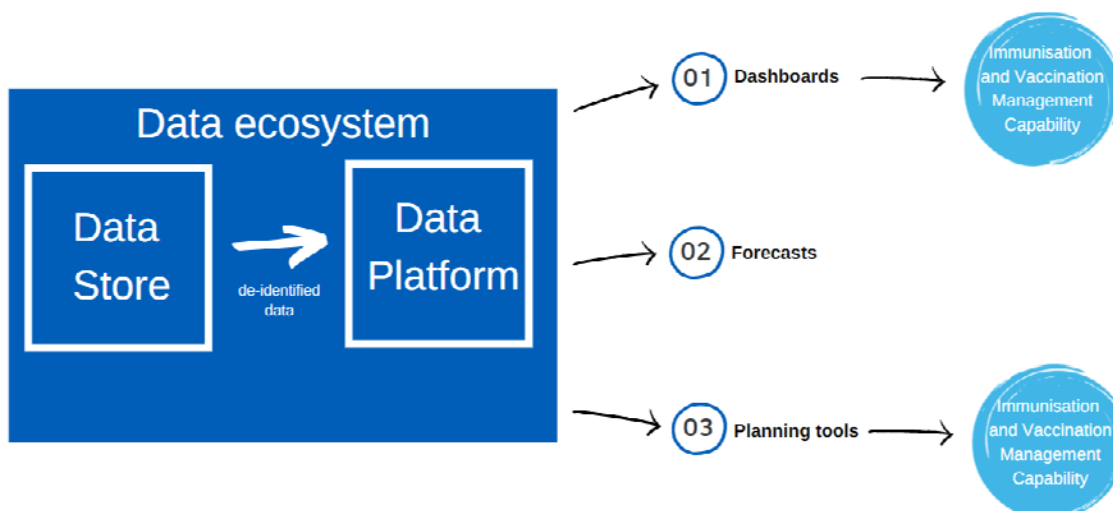 Data ecosystem
Data
Store
de-identified
data
Data
Platform
01 Dashboards
Immunisation
and Vaccination
Management
Capability
02 Forecasts
03 Planning tools
Immunisation
and Vaccination
Management
Capability